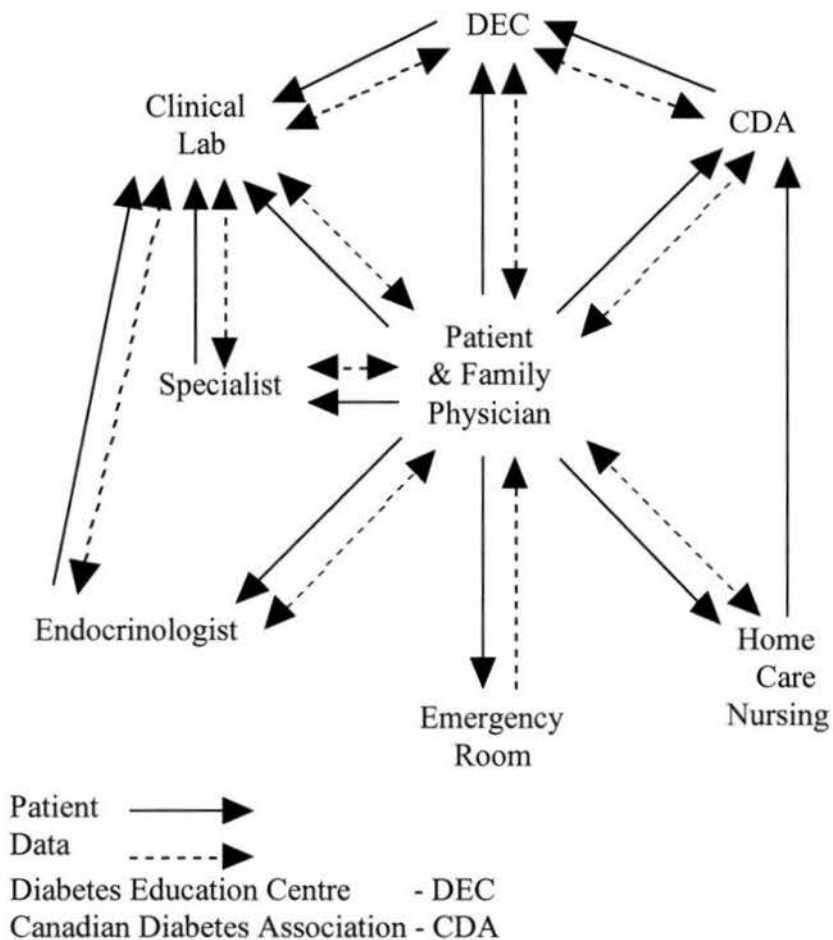 DEC
Clinical
Lab
CDA
Patient
& Family
Physician
Specialist
Endocrinologist
Home
Care
Nursing
Emergency
Room
Patient
Data
Diabetes Education Centre - DEC
Canadian Diabetes Association - CDA